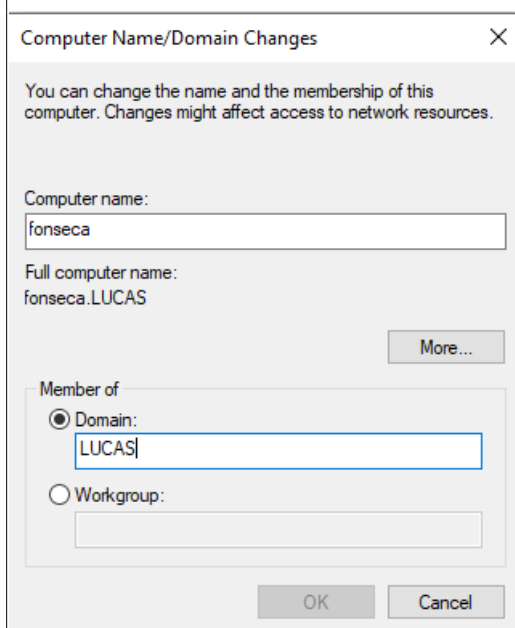 Computer Name/Domain Changes
You can change the name and the membership of this
computer. Changes might affect access to network resources.
Computer name:
fonseca
Full computer name:
fonseca.LUCAS
More...
Member of
Domain:
LUCAS
Workgroup:
OK
Cancel